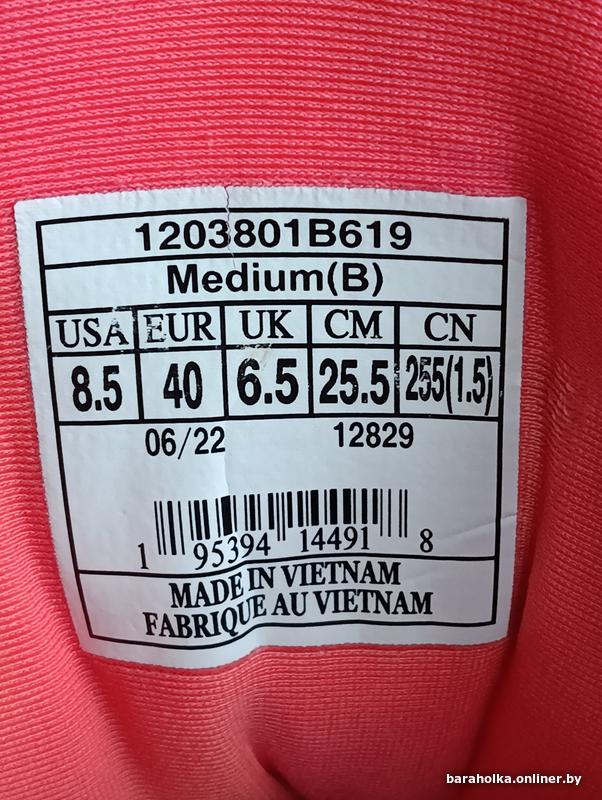 1203801B619
Medium(B)
USA EUR UK CM CN
8.5 40 6.5 25.5 255(1.5)
06/22 12829
1 95394 14491 8
MADE IN VIETNAM
FABRIQUE AU VIETNAM
baraholka.onliner.by